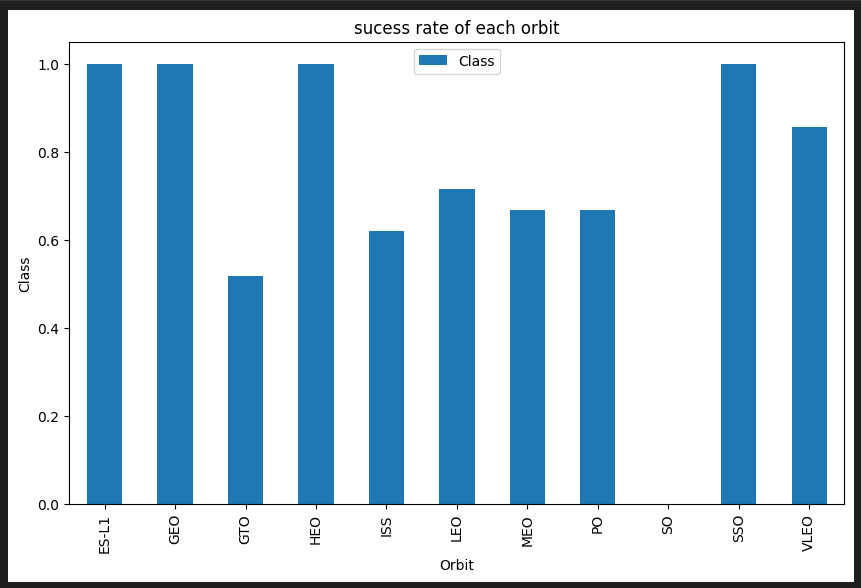 sucess rate of each orbit
Class
1.0
0.8
0.6
0.4
0.2
0.0
Class
ES-L1
GEO
GTO
HEO
ISS
LEO
MEO
PO
SO
SSO
VLEO
Orbit